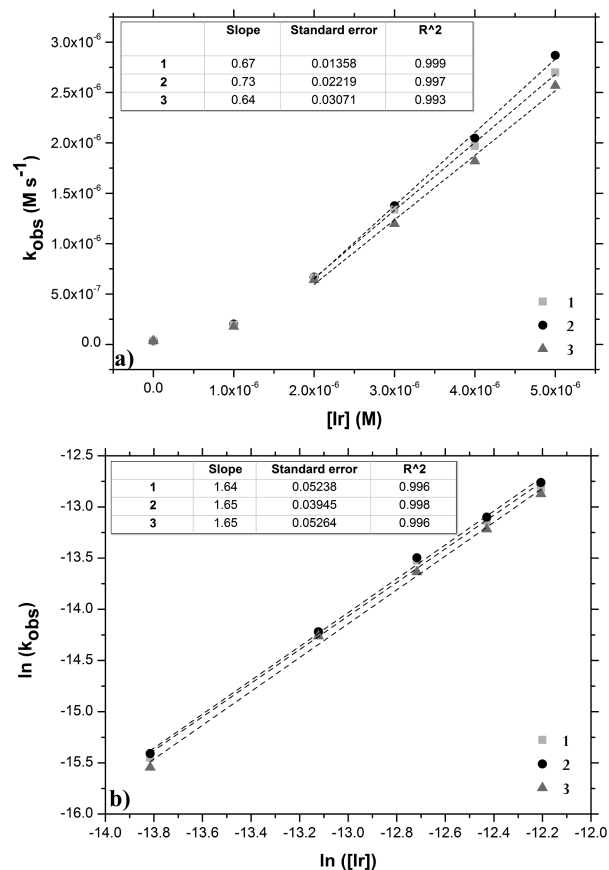 Slope Standard error R^2
1 0.67 0.01358 0.999
2 0.73 0.02219 0.997
3 0.64 0.03071 0.993
3.0x10⁻⁶
2.5x10⁻⁶
2.0x10⁻⁶
1.5x10⁻⁶
1.0x10⁻⁶
5.0x10⁻⁷
0.0
k_obs (M s⁻¹)
1
2
3
a)
0.0 1.0x10⁻⁶ 2.0x10⁻⁶ 3.0x10⁻⁶ 4.0x10⁻⁶ 5.0x10⁻⁶
[Ir] (M)
Slope Standard error R^2
1 1.64 0.05238 0.996
2 1.65 0.03945 0.998
3 1.65 0.05264 0.996
-12.5
-13.0
-13.5
-14.0
-14.5
-15.0
-15.5
-16.0
ln (k_obs)
1
2
3
b)
-14.0 -13.8 -13.6 -13.4 -13.2 -13.0 -12.8 -12.6 -12.4 -12.2 -12.0
ln ([Ir])